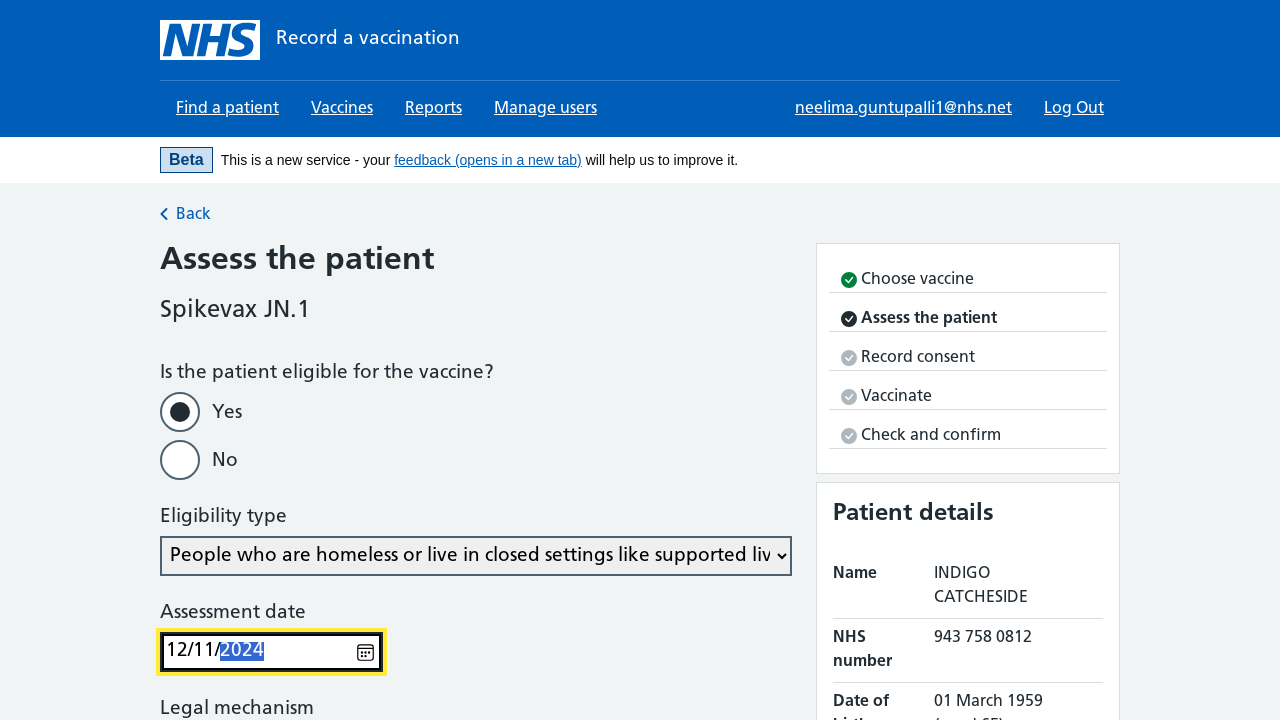 NHS Record a vaccination
Find a patient Vaccines Reports Manage users neelima.guntupalli1@nhs.net Log Out
Beta This is a new service - your feedback (opens in a new tab) will help us to improve it.
Back
Assess the patient
Spikevax JN.1
Is the patient eligible for the vaccine?
Yes
No
Eligibility type
People who are homeless or live in closed settings like supported liv
Assessment date
12/11/2024
Legal mechanism
Choose vaccine
Assess the patient
Record consent
Vaccinate
Check and confirm
Patient details
Name INDIGO
CATCHESIDE
NHS 943 758 0812
number
Date of 01 March 1959